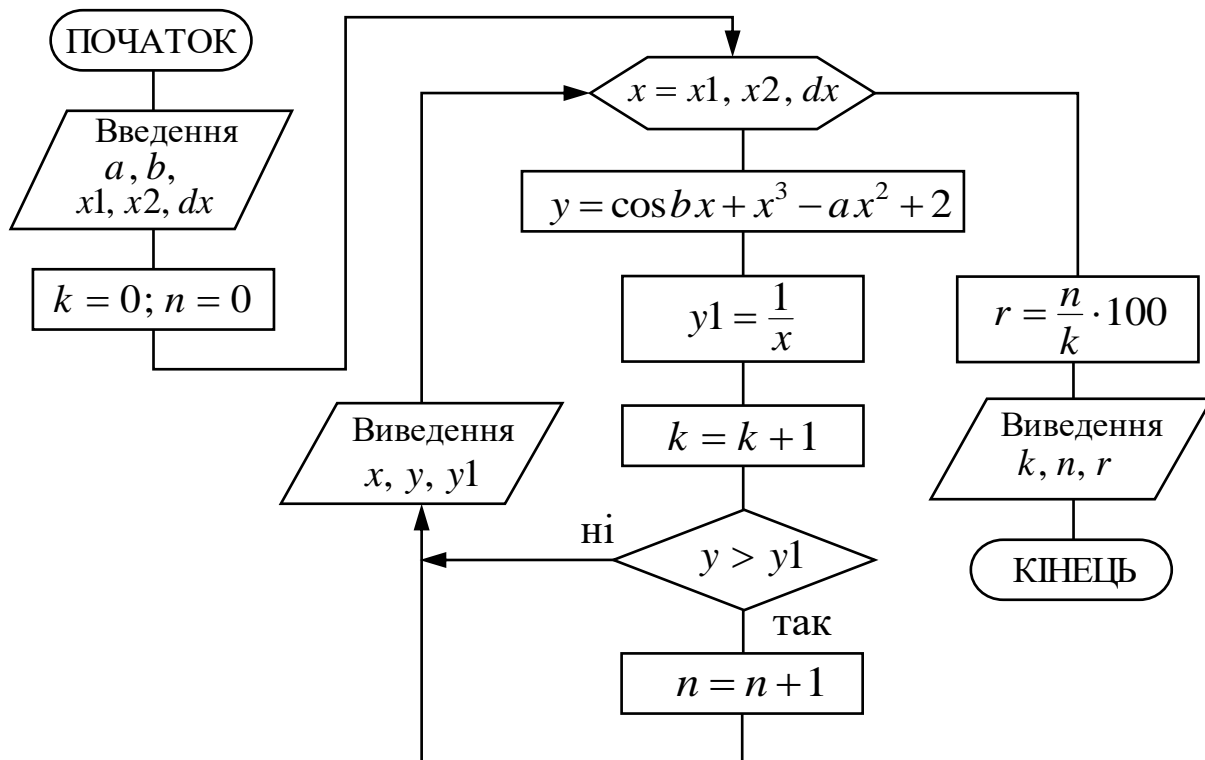 ПОЧАТОК
Введення
a, b,
x1, x2, dx
k = 0; n = 0
x = x1, x2, dx
y = cos bx + x³ − ax² + 2
y1 = 1/x
k = k + 1
y > y1
ні
так
n = n + 1
Виведення
x, y, y1
r = n/k · 100
Виведення
k, n, r
КІНЕЦЬ